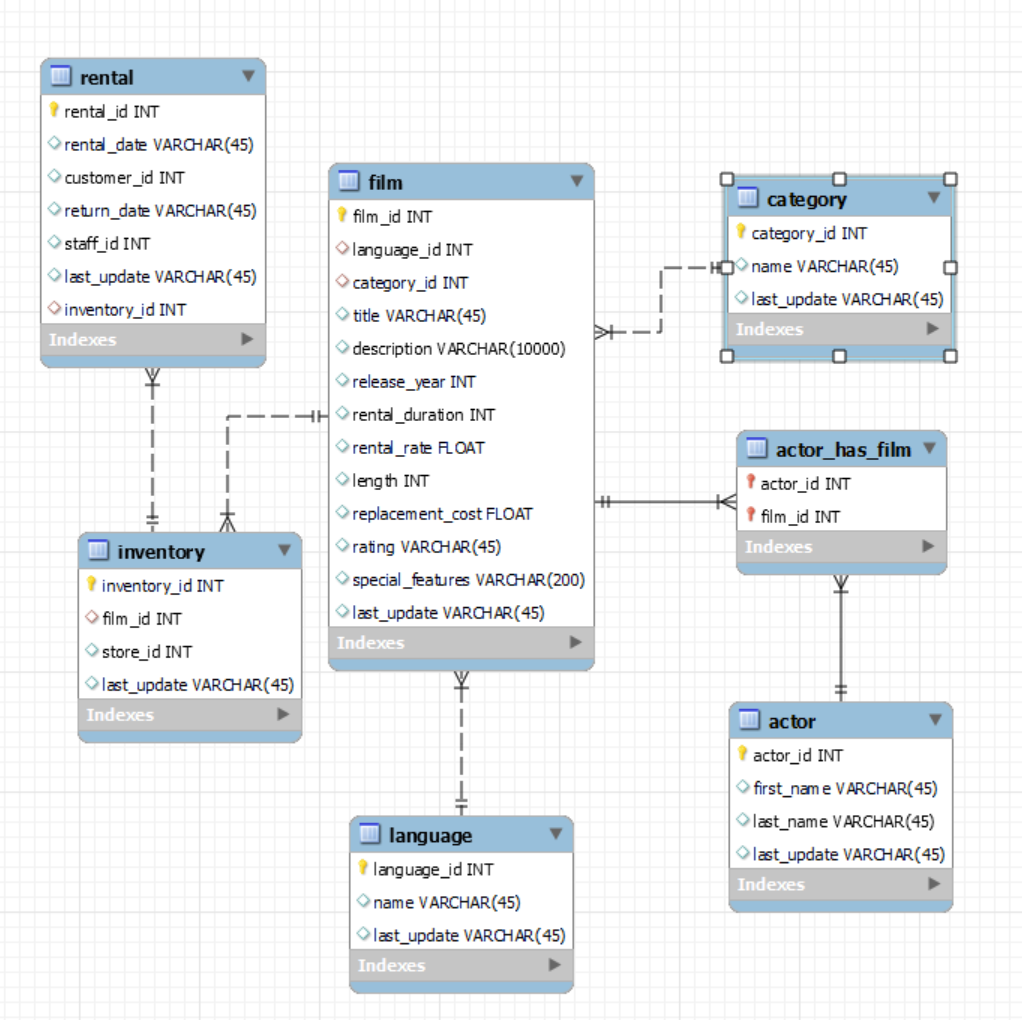 rental
rental_id INT
rental_date VARCHAR(45)
customer_id INT
return_date VARCHAR(45)
staff_id INT
last_update VARCHAR(45)
inventory_id INT
Indexes
film
film_id INT
language_id INT
category_id INT
title VARCHAR(45)
description VARCHAR(10000)
release_year INT
rental_duration INT
rental_rate FLOAT
length INT
replacement_cost FLOAT
rating VARCHAR(45)
special_features VARCHAR(200)
last_update VARCHAR(45)
Indexes
category
category_id INT
name VARCHAR(45)
last_update VARCHAR(45)
Indexes
actor_has_film
actor_id INT
film_id INT
Indexes
inventory
inventory_id INT
film_id INT
store_id INT
last_update VARCHAR(45)
Indexes
actor
actor_id INT
first_name VARCHAR(45)
last_name VARCHAR(45)
last_update VARCHAR(45)
Indexes
language
language_id INT
name VARCHAR(45)
last_update VARCHAR(45)
Indexes